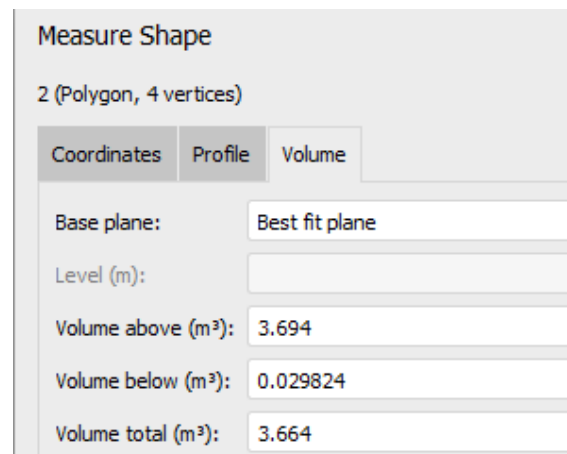 Measure Shape
2 (Polygon, 4 vertices)
Coordinates Profile Volume
Base plane: Best fit plane
Level (m):
Volume above (m³): 3.694
Volume below (m³): 0.029824
Volume total (m³): 3.664